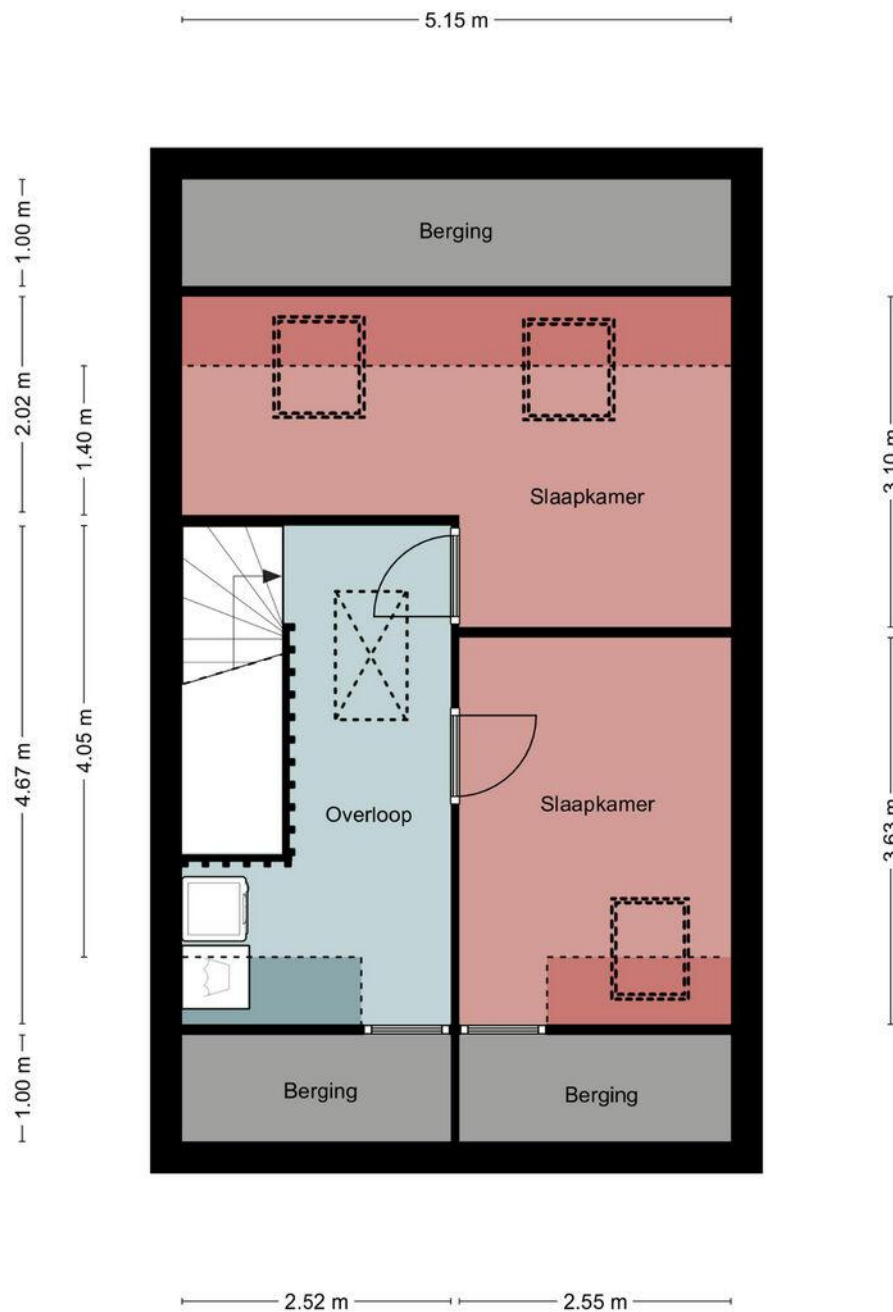 5.15 m
1.00 m
Berging
2.02 m
1.40 m
3.10 m
Slaapkamer
4.67 m
4.05 m
Overloop
Slaapkamer
3.63 m
1.00 m
Berging
Berging
2.52 m
2.55 m